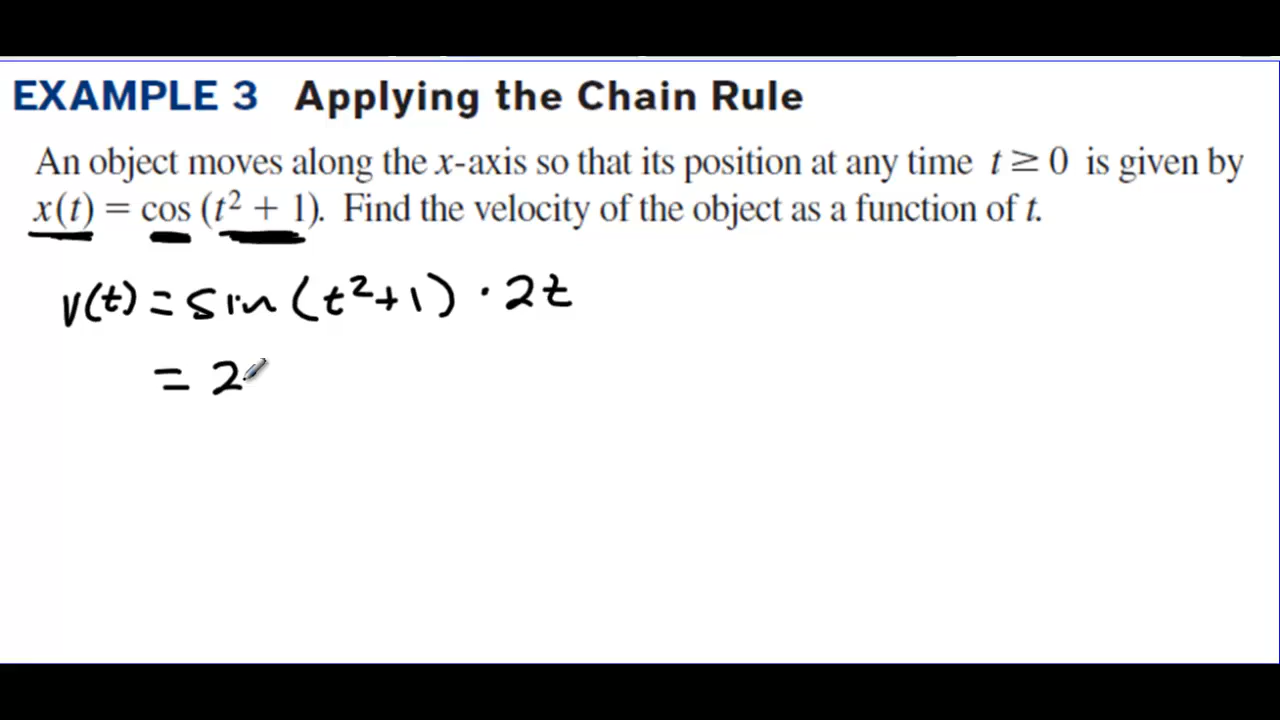 EXAMPLE 3 Applying the Chain Rule
An object moves along the x-axis so that its position at any time t ≥ 0 is given by
x(t) = cos (t² + 1). Find the velocity of the object as a function of t.
v(t) = sin (t²+1) · 2t
= 2